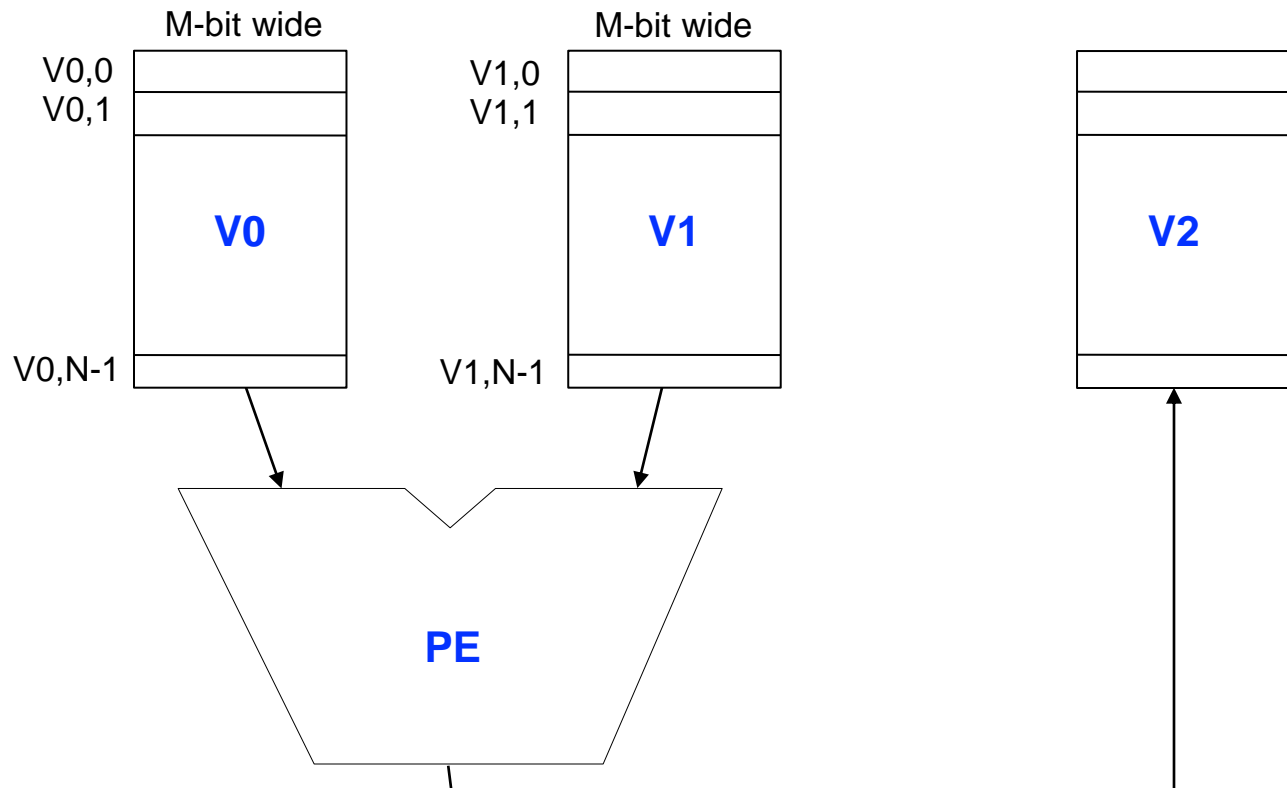 M-bit wide
M-bit wide
V0,0
V1,0
V0,1
V1,1
V0
V1
V2
V0,N-1
V1,N-1
PE